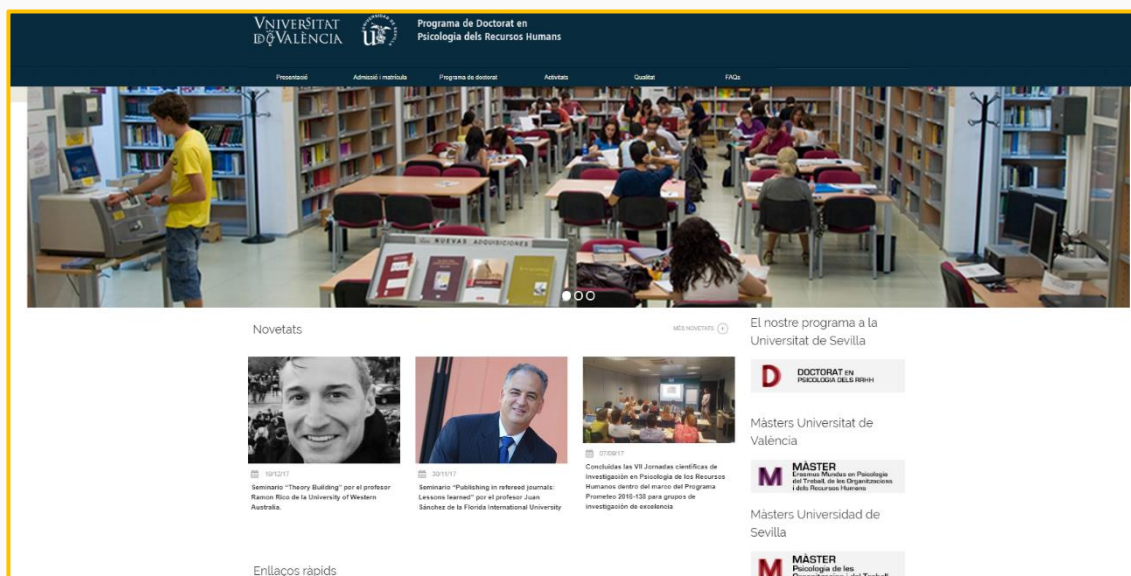 VNIVERSITAT
D VALÈNCIA
Programa de Doctorat en
Psicologia dels Recursos Humans
Presentació
Admissió i matrícula
Programa de doctorat
Activitats
Qualitat
FAQs
NUEVAS ADQUISICIONES
Novetats
MÉS NOVETATS
19/12/17
Seminario "Theory Building" por el profesor
Ramon Rico de la University of Western
Australia.
30/11/17
Seminario "Publishing in refereed journals:
Lessons learned" por el profesor Juan
Sánchez de la Florida International University
07/09/17
Concluidas las VII Jornadas científicas de
Investigación en Psicología de los Recursos
Humanos dentro del marco del Programa
Prometeo 2016-138 para grupos de
investigación de excelencia
El nostre programa a la
Universitat de Sevilla
D
DOCTORAT EN
PSICOLOGIA DELS RRHH
Màsters Universitat de
València
M
MÀSTER
Erasmus Mundus en Psicologia
del Treball, de les Organitzacions
i dels Recursos Humans
Màsters Universidad de
Sevilla
M
MÀSTER
Psicologia de les
Organitzacions i del Treball
Enllaços ràpids